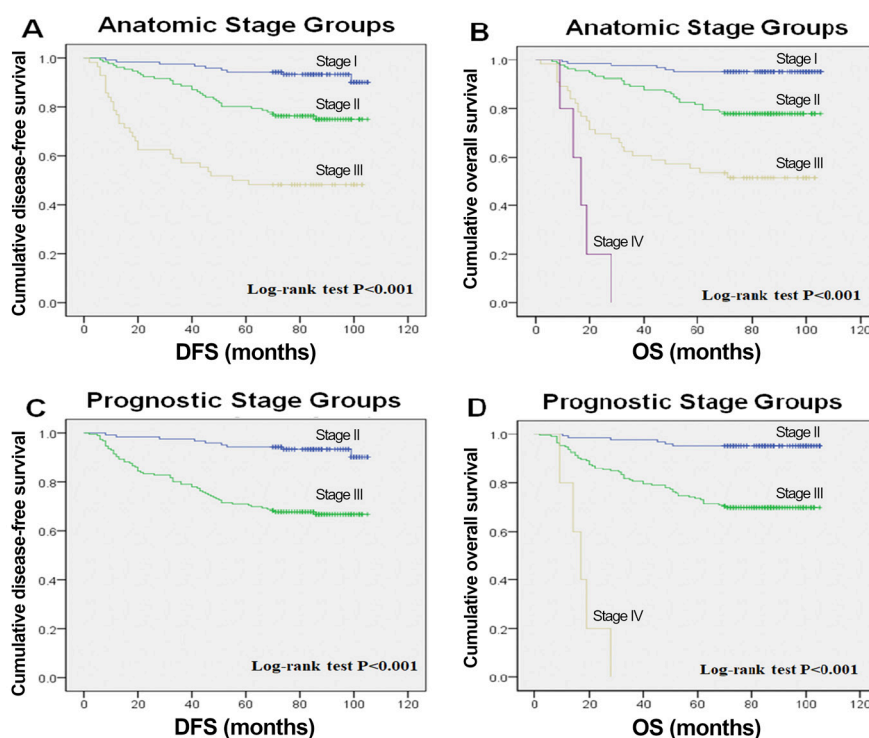 A Anatomic Stage Groups
Cumulative disease-free survival
1.0
0.8
0.6
0.4
0.2
0.0
Stage I
Stage II
Stage III
Log-rank test P<0.001
0 20 40 60 80 100 120
DFS (months)
B Anatomic Stage Groups
Cumulative overall survival
1.0
0.8
0.6
0.4
0.2
0.0
Stage I
Stage II
Stage III
Stage IV
Log-rank test P<0.001
0 20 40 60 80 100 120
OS (months)
C Prognostic Stage Groups
Cumulative disease-free survival
1.0
0.8
0.6
0.4
0.2
0.0
Stage II
Stage III
Log-rank test P<0.001
0 20 40 60 80 100 120
DFS (months)
D Prognostic Stage Groups
Cumulative overall survival
1.0
0.8
0.6
0.4
0.2
0.0
Stage II
Stage III
Stage IV
Log-rank test P<0.001
0 20 40 60 80 100 120
OS (months)